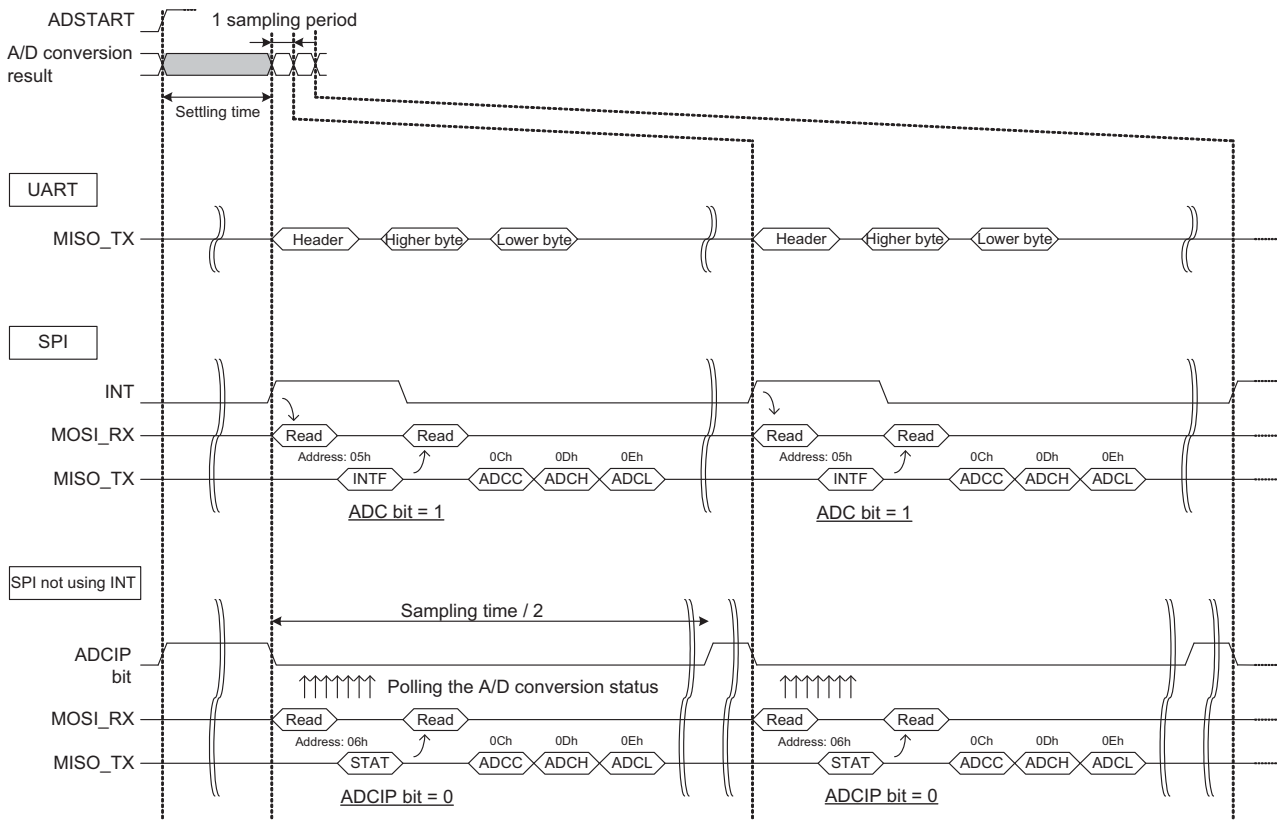 ADSTART
1 sampling period
A/D conversion
result
Settling time
UART
MISO_TX
Header
Higher byte
Lower byte
Header
Higher byte
Lower byte
SPI
INT
MOSI_RX
Read
Read
Read
Read
Address: 05h
0Ch
0Dh
0Eh
Address: 05h
0Ch
0Dh
0Eh
MISO_TX
INTF
ADCC
ADCH
ADCL
INTF
ADCC
ADCH
ADCL
ADC bit = 1
ADC bit = 1
SPI not using INT
Sampling time / 2
ADCIP
bit
Polling the A/D conversion status
MOSI_RX
Read
Read
Read
Read
Address: 06h
0Ch
0Dh
0Eh
Address: 06h
0Ch
0Dh
0Eh
MISO_TX
STAT
ADCC
ADCH
ADCL
STAT
ADCC
ADCH
ADCL
ADCIP bit = 0
ADCIP bit = 0